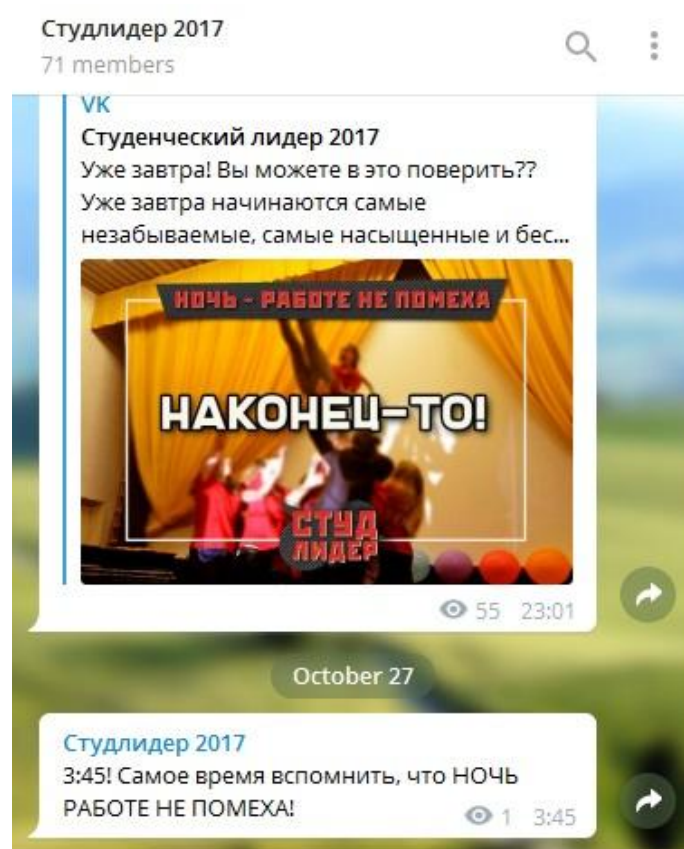 Студлидер 2017
71 members
VK
Студенческий лидер 2017
Уже завтра! Вы можете в это поверить??
Уже завтра начинаются самые
незабываемые, самые насыщенные и бес...
НОЧЬ - РАБОТЕ НЕ ПОМЕХА
НАКОНЕЦ-ТО!
СТУД
ЛИДЕР
55 23:01
October 27
Студлидер 2017
3:45! Самое время вспомнить, что НОЧЬ
РАБОТЕ НЕ ПОМЕХА!
1 3:45